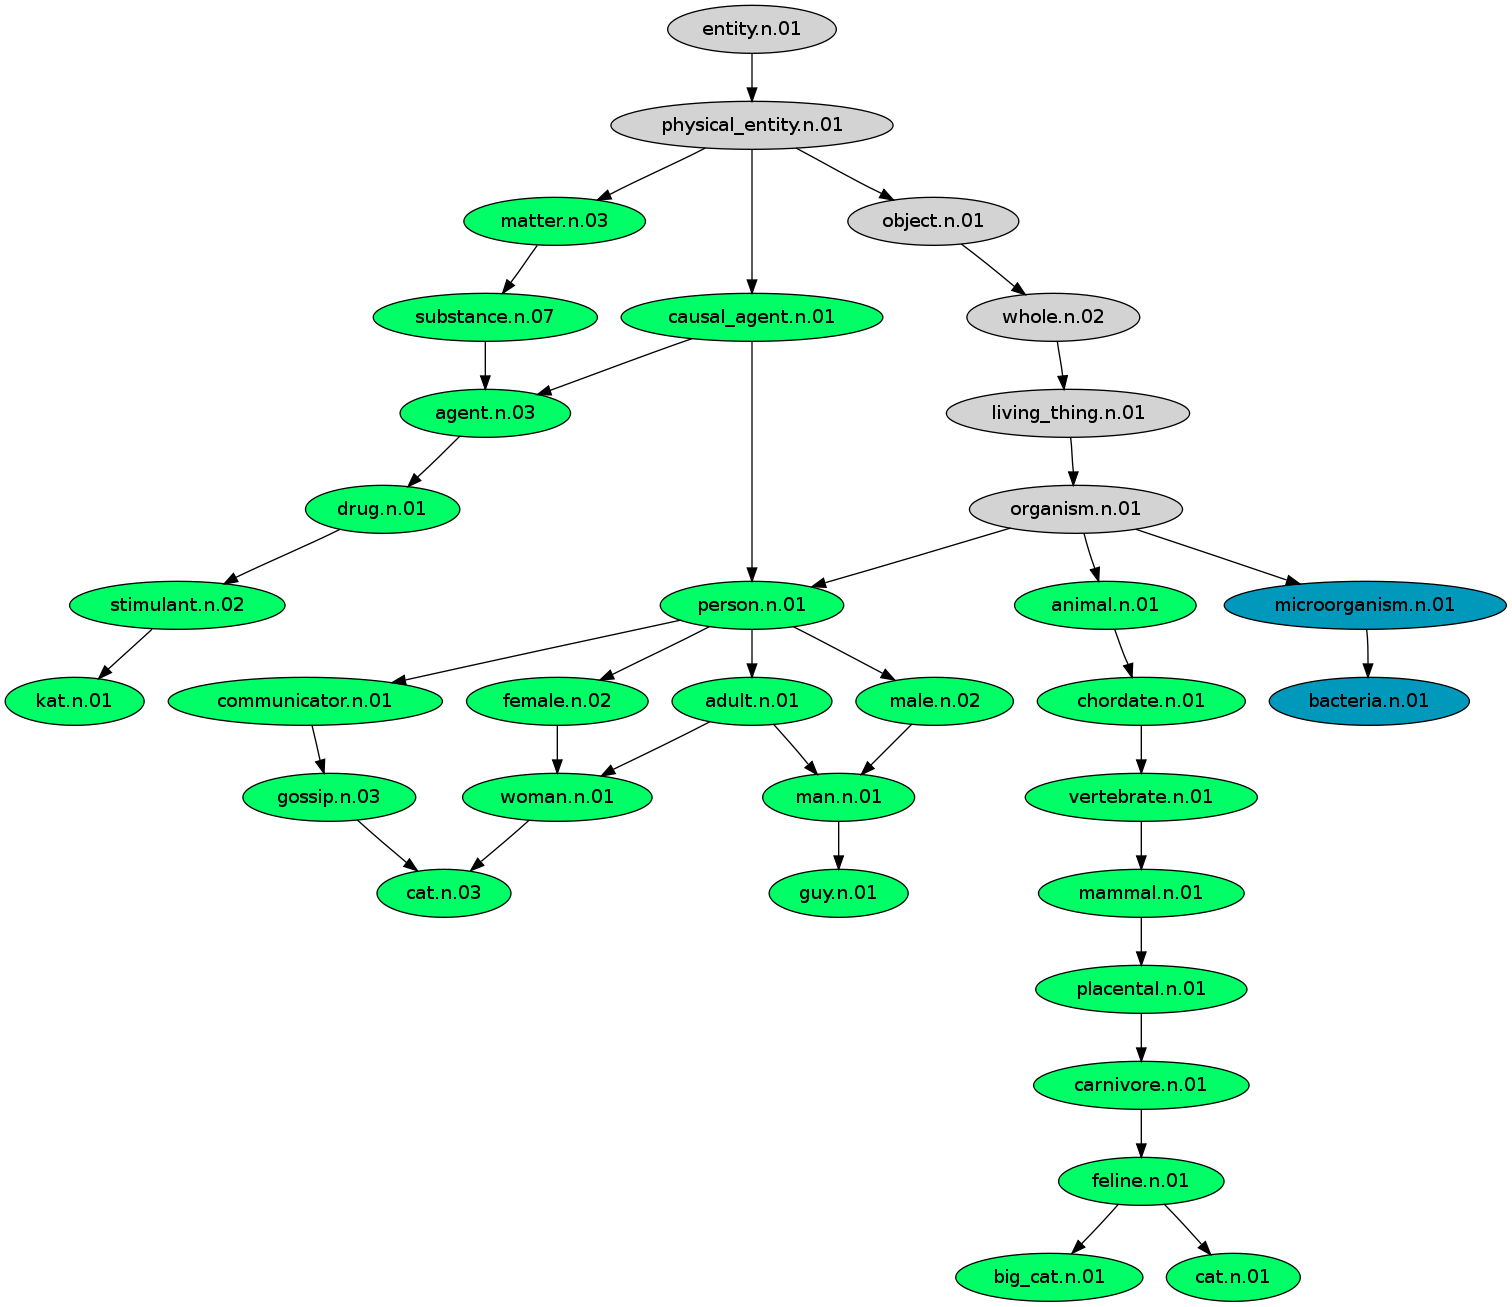 entity.n.01
physical_entity.n.01
matter.n.03
object.n.01
substance.n.07
causal_agent.n.01
whole.n.02
agent.n.03
living_thing.n.01
drug.n.01
organism.n.01
stimulant.n.02
person.n.01
animal.n.01
microorganism.n.01
kat.n.01
communicator.n.01
female.n.02
adult.n.01
male.n.02
chordate.n.01
bacteria.n.01
gossip.n.03
woman.n.01
man.n.01
vertebrate.n.01
cat.n.03
guy.n.01
mammal.n.01
placental.n.01
carnivore.n.01
feline.n.01
big_cat.n.01
cat.n.01